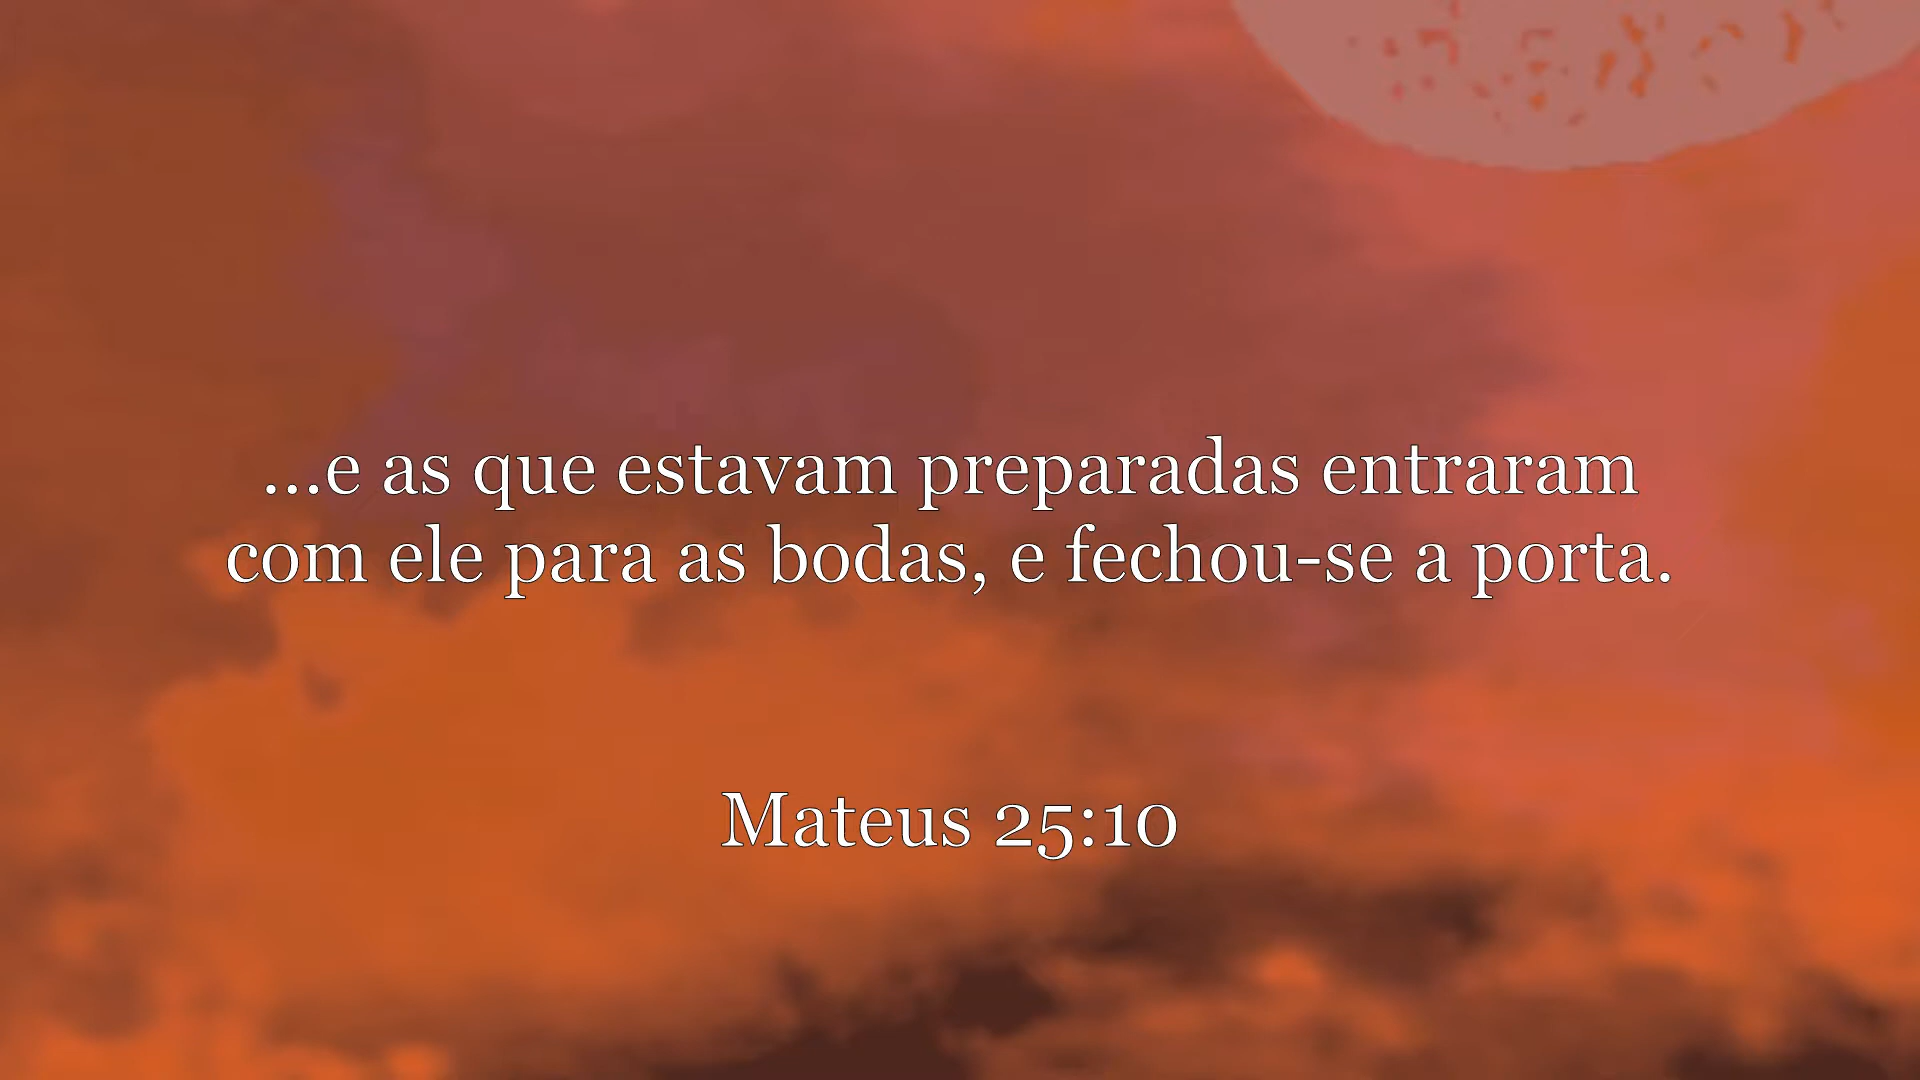 ...e as que estavam preparadas entraram
com ele para as bodas, e fechou-se a porta.
Mateus 25:10